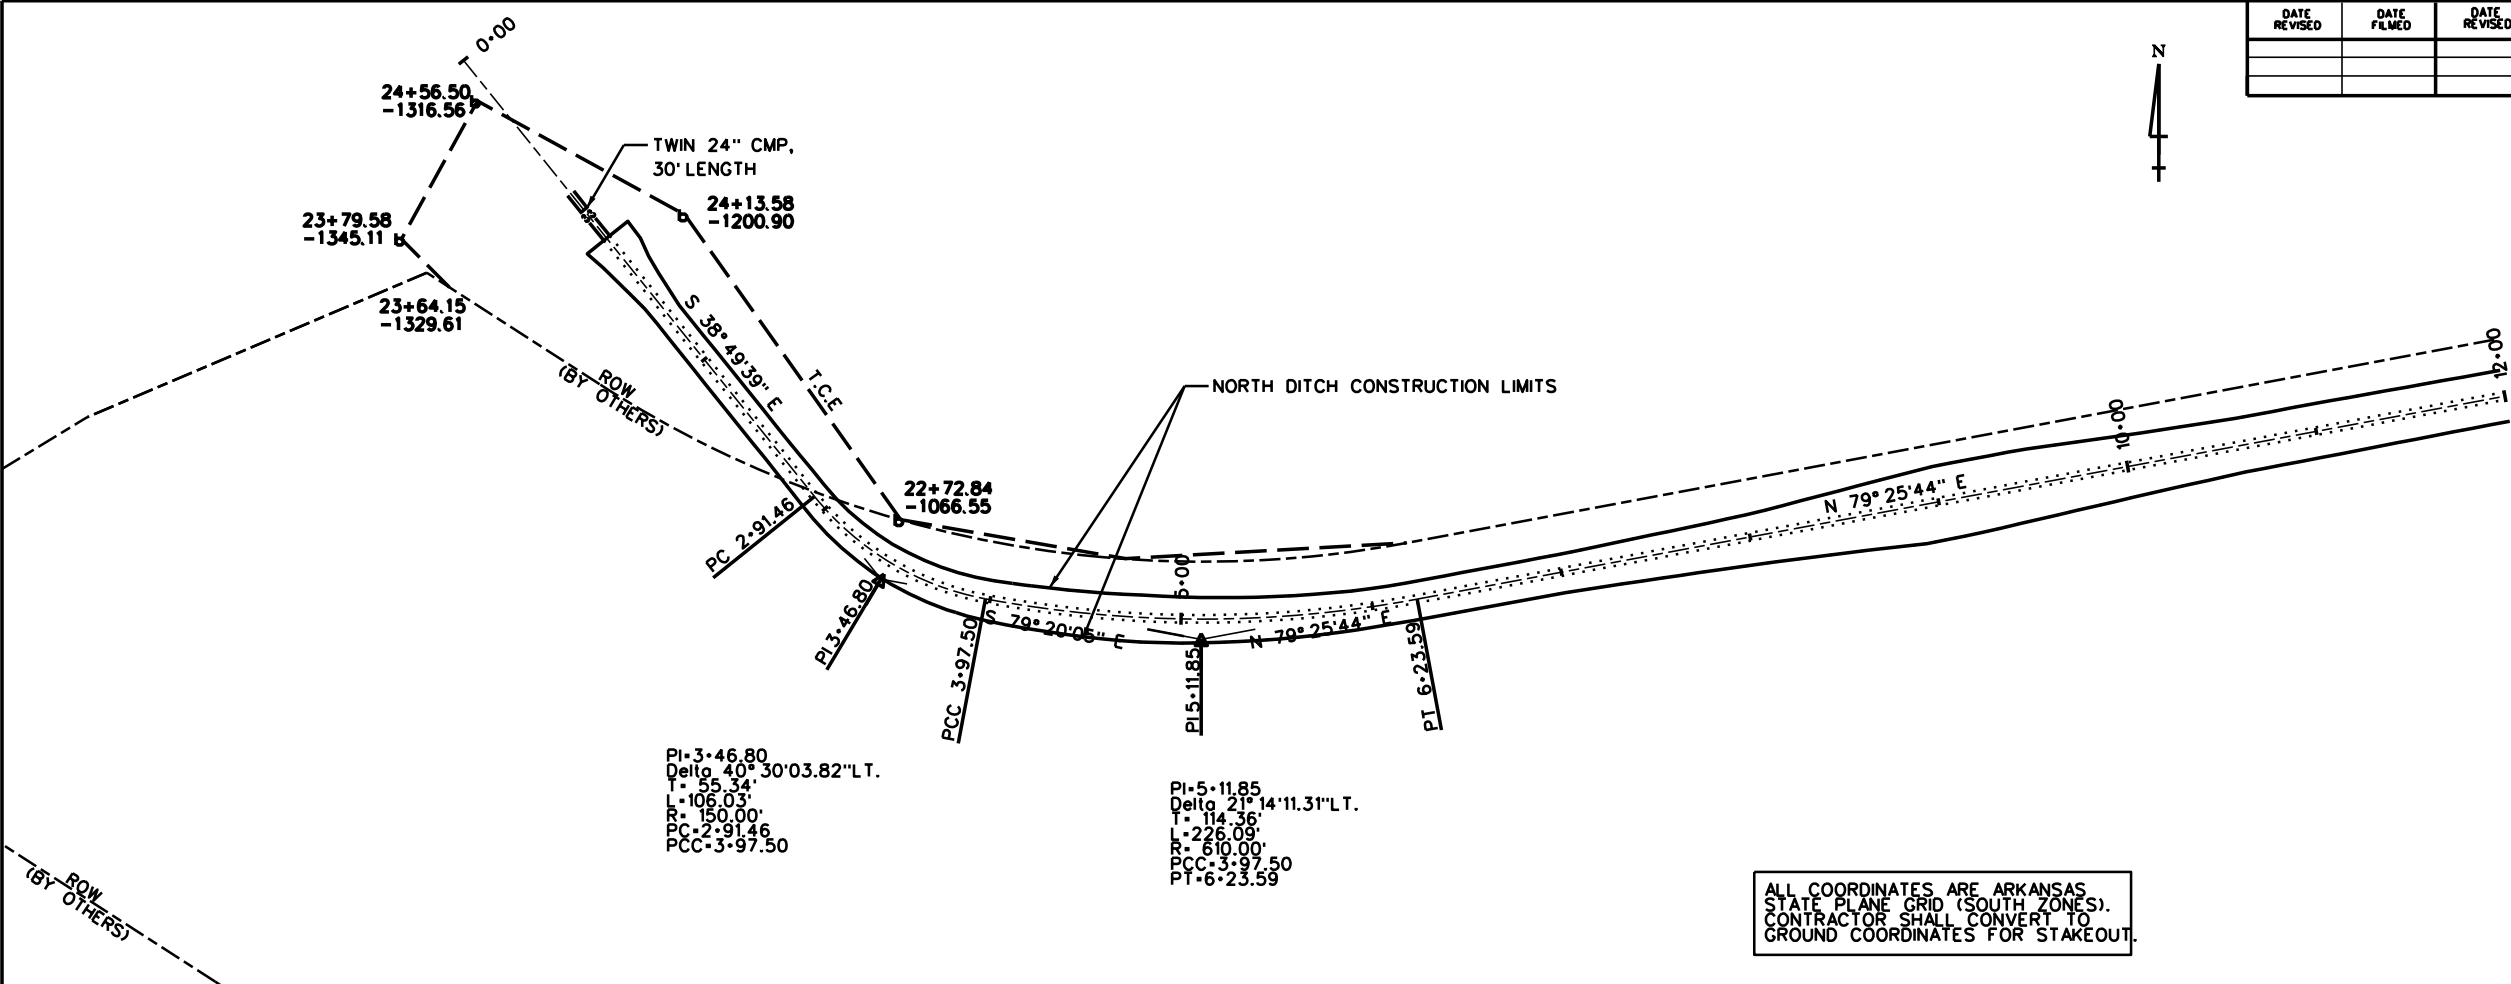 DATE
REVISED
DATE
FILMED
DATE
REVISED
N
0+00
24+56.50
-1316.56
TWIN 24" CMP,
30' LENGTH
24+13.58
-1200.90
23+79.58
-1345.11
23+64.15
-1329.61
S 38°49'39" E
T.C.E
ROW
(BY OTHERS)
NORTH DITCH CONSTRUCTION LIMITS
12+00
10+00
N 79°25'44" E
22+72.84
-1066.55
PC 2+91.46
5+00
PI 3+46.80
S 79°20'05" E
N 79°25'44" E
PCC 3+97.50
PI 5+11.85
PT 6+23.59
PI=3+46.80
Delta 40°30'03.82"LT.
T= 55.34'
L=106.03'
R= 150.00'
PC=2+91.46
PCC=3+97.50
PI=5+11.85
Delta 21°14'11.31"LT.
T= 114.36'
L=226.09'
R= 610.00'
PCC=3+97.50
PT=6+23.59
ROW
(BY OTHERS)
ALL COORDINATES ARE ARKANSAS
STATE PLANE GRID (SOUTH ZONES).
CONTRACTOR SHALL CONVERT TO
GROUND COORDINATES FOR STAKEOUT.